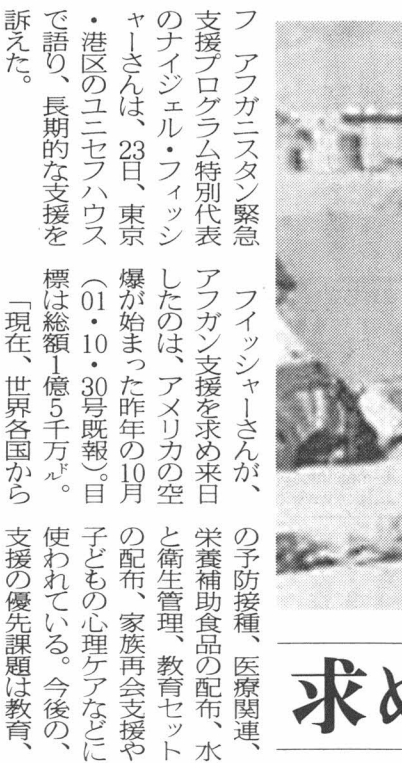 フ　アフガニスタン緊急
支援プログラム特別代表
のナイジェル・フィッシ
ャーさんは、23日、東京
・港区のユニセフハウス
で語り、長期的な支援を
訴えた。
フィッシャーさんが、
アフガン支援を求め来日
したのは、アメリカの空
爆が始まった昨年の10月
（01・10・30号既報）。目
標は総額1億5千万㌦。
「現在、世界各国から
の予防接種、医療関連、
栄養補助食品の配布、水
と衛生管理、教育セット
の配布、家族再会支援や
子どもの心理ケアなどに
使われている。今後の、
支援の優先課題は教育、
求め